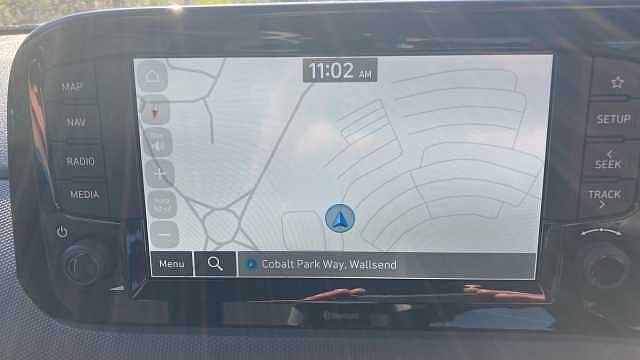 11:02 AM
MAP
NAV
RADIO
MEDIA
SETUP
SEEK
TRACK
Menu
Cobalt Park Way, Wallsend